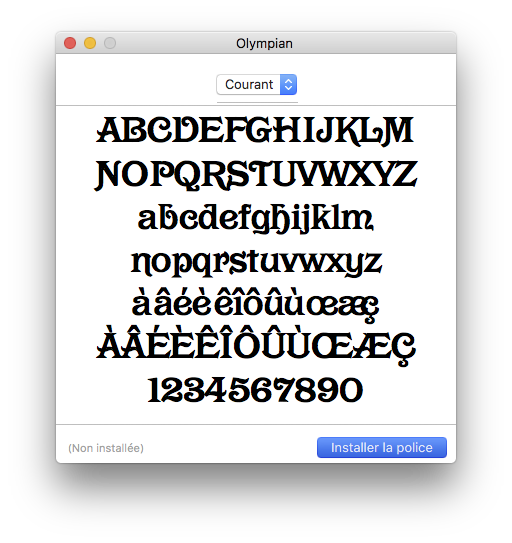 Olympian
Courant
ABCDEFGHIJKLM
NOPQRSTUVWXYZ
abcdefghijklm
nopqrstuvwxyz
àâéèêîôûùœæç
ÀÂÉÈÊÎÔÛÙŒÆÇ
1234567890
(Non installée)
Installer la police